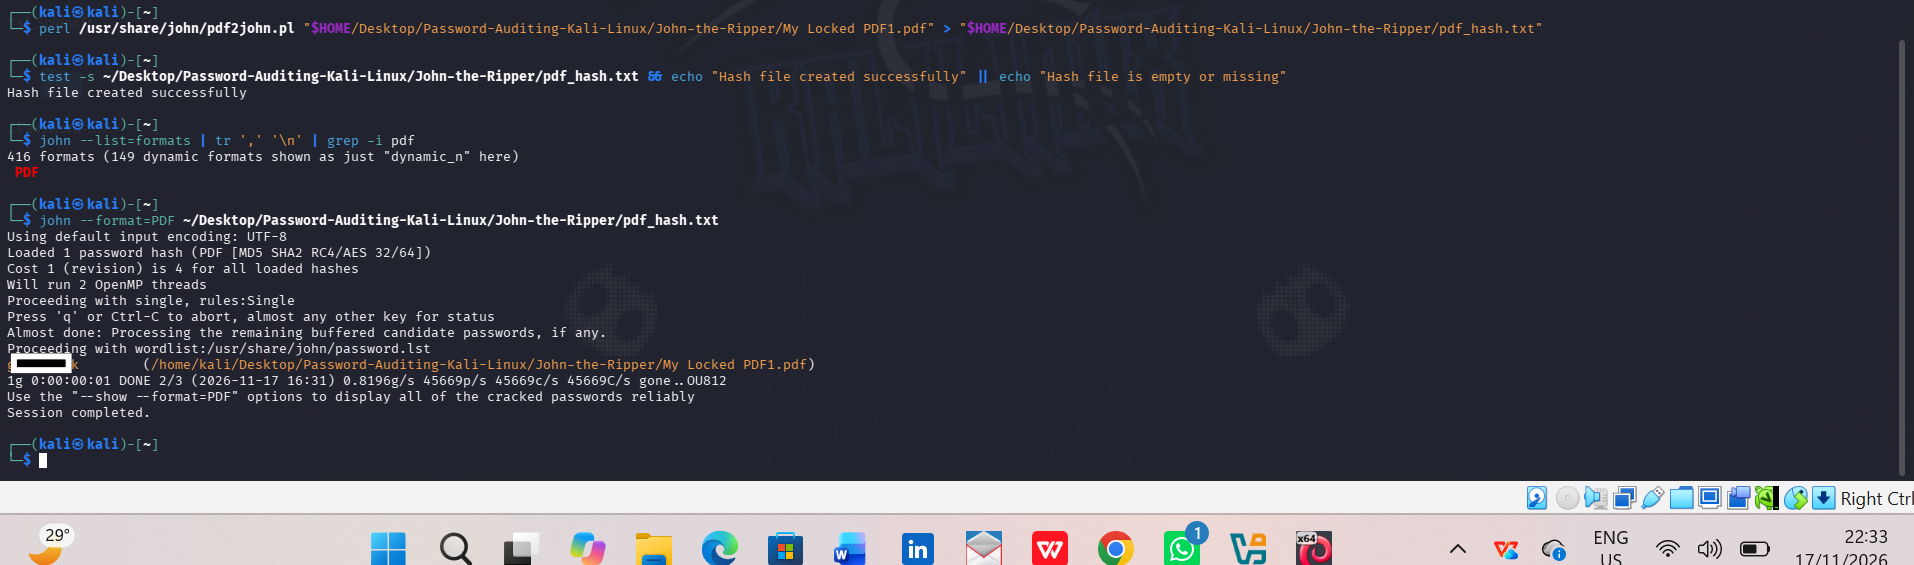 ┌──(kali㉿kali)-[~]
└─$ perl /usr/share/john/pdf2john.pl "$HOME/Desktop/Password-Auditing-Kali-Linux/John-the-Ripper/My Locked PDF1.pdf" > "$HOME/Desktop/Password-Auditing-Kali-Linux/John-the-Ripper/pdf_hash.txt"
┌──(kali㉿kali)-[~]
└─$ test -s ~/Desktop/Password-Auditing-Kali-Linux/John-the-Ripper/pdf_hash.txt && echo "Hash file created successfully" || echo "Hash file is empty or missing"
Hash file created successfully
┌──(kali㉿kali)-[~]
└─$ john --list=formats | tr ',' '\n' | grep -i pdf
416 formats (149 dynamic formats shown as just "dynamic_n" here)
PDF
┌──(kali㉿kali)-[~]
└─$ john --format=PDF ~/Desktop/Password-Auditing-Kali-Linux/John-the-Ripper/pdf_hash.txt
Using default input encoding: UTF-8
Loaded 1 password hash (PDF [MD5 SHA2 RC4/AES 32/64])
Cost 1 (revision) is 4 for all loaded hashes
Will run 2 OpenMP threads
Proceeding with single, rules:Single
Press 'q' or Ctrl-C to abort, almost any other key for status
Almost done: Processing the remaining buffered candidate passwords, if any.
Proceeding with wordlist:/usr/share/john/password.lst
(/home/kali/Desktop/Password-Auditing-Kali-Linux/John-the-Ripper/My Locked PDF1.pdf)
1g 0:00:00:01 DONE 2/3 (2026-11-17 16:31) 0.8196g/s 45669p/s 45669c/s 45669C/s gone..OU812
Use the "--show --format=PDF" options to display all of the cracked passwords reliably
Session completed.
┌──(kali㉿kali)-[~]
└─$
Right Ctrl
29°
W
in
W
1
x64
ENG
US
22:33
17/11/2026